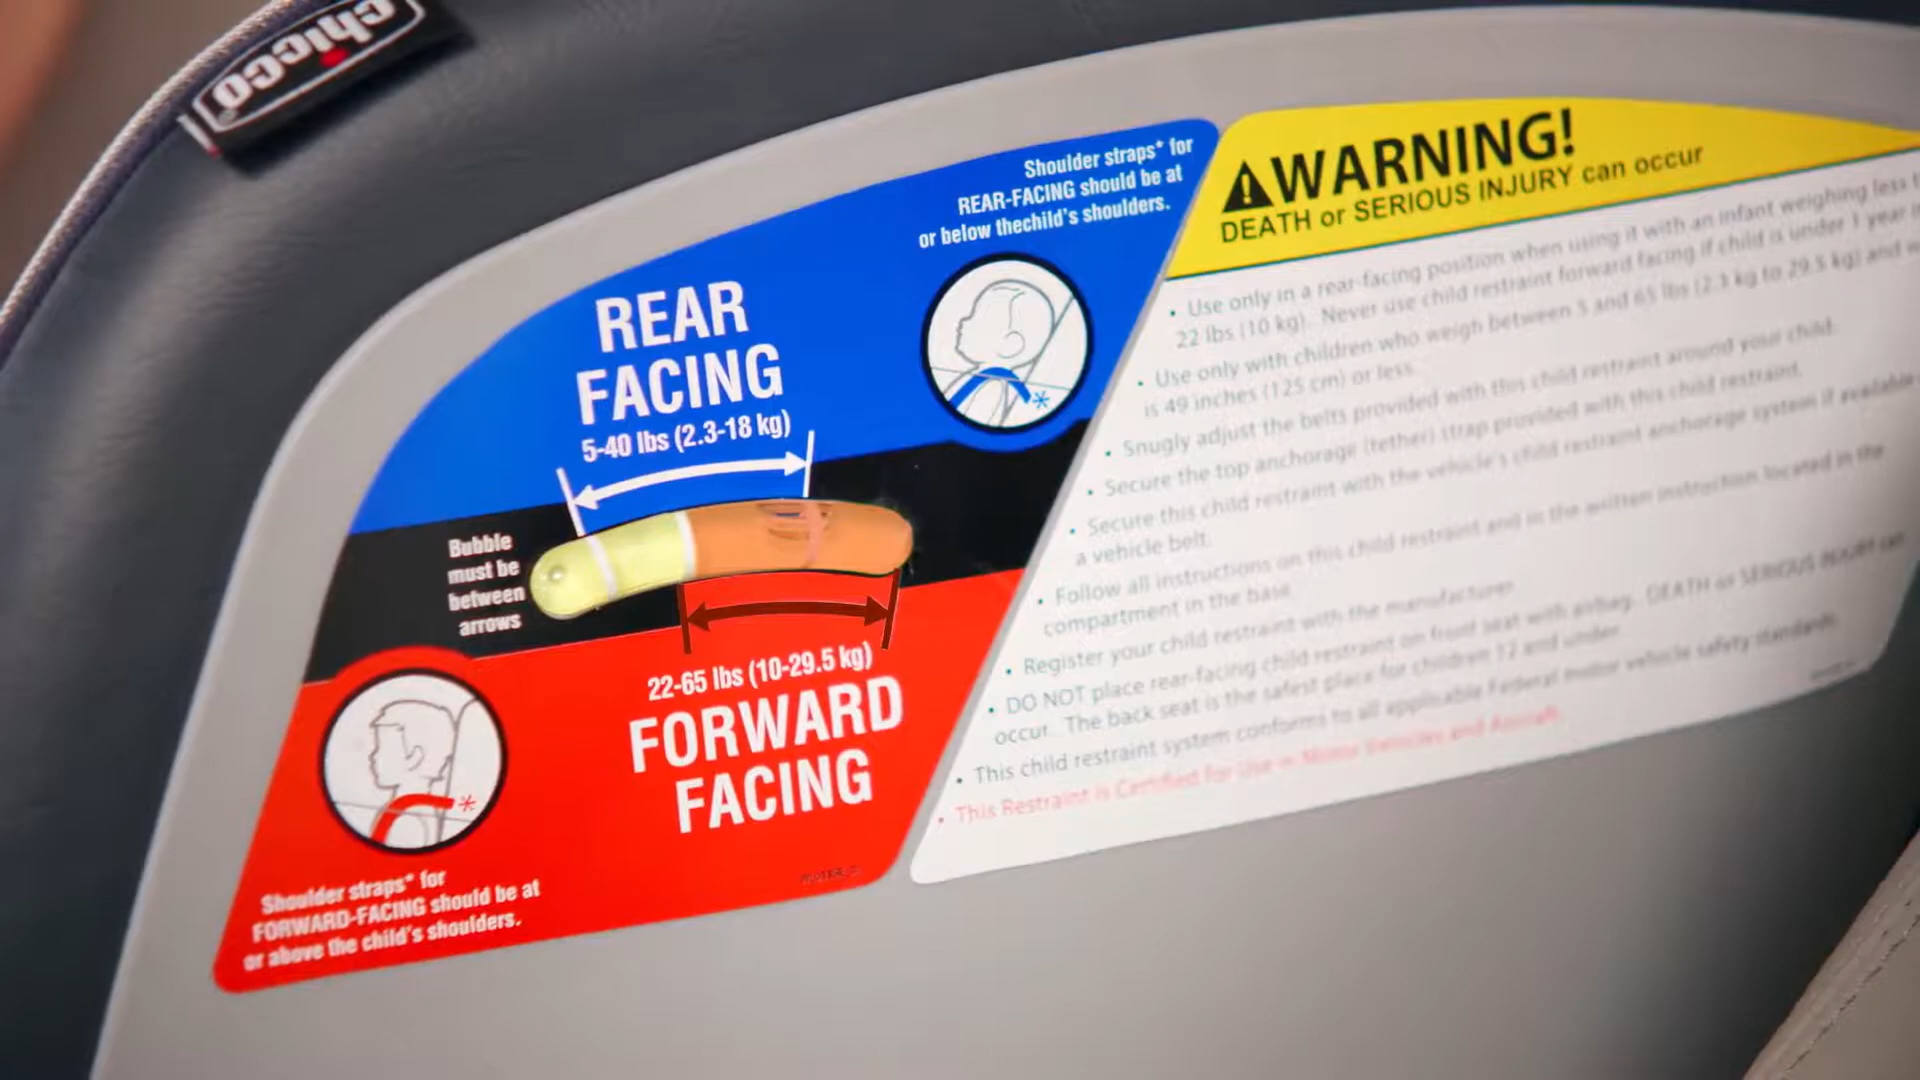 chicco
Shoulder straps* for
REAR-FACING should be at
or below thechild's shoulders.
REAR
FACING
5-40 lbs (2.3-18 kg)
Bubble
must be
between
arrows
22-65 lbs (10-29.5 kg)
FORWARD
FACING
Shoulder straps* for
FORWARD-FACING should be at
or above the child's shoulders.
WARNING!
DEATH or SERIOUS INJURY can occur
• Use only in a rear-facing position when using it with an infant weighing less
22 lbs (10 kg). Never use child restraint forward facing if child is under 1 year
• Use only with children who weigh between 5 and 65 lbs (2.3 kg to 29.5 kg) and
is 49 inches (125 cm) or less.
• Snugly adjust the belts provided with this child restraint around your child.
• Secure the top anchorage (tether) strap provided with this child restraint.
• Secure this child restraint with the vehicle's child restraint anchorage system if available
a vehicle belt.
• Follow all instructions on this child restraint and in the written instruction located in the
compartment in the base.
• Register your child restraint with the manufacturer.
• DO NOT place rear-facing child restraint on front seat with airbag. DEATH or SERIOUS INJURY can
occur. The back seat is the safest place for children 12 and under.
• This child restraint system conforms to all applicable Federal motor vehicle safety standards.
• This Restraint is Certified for Use in Motor Vehicles and Aircraft.